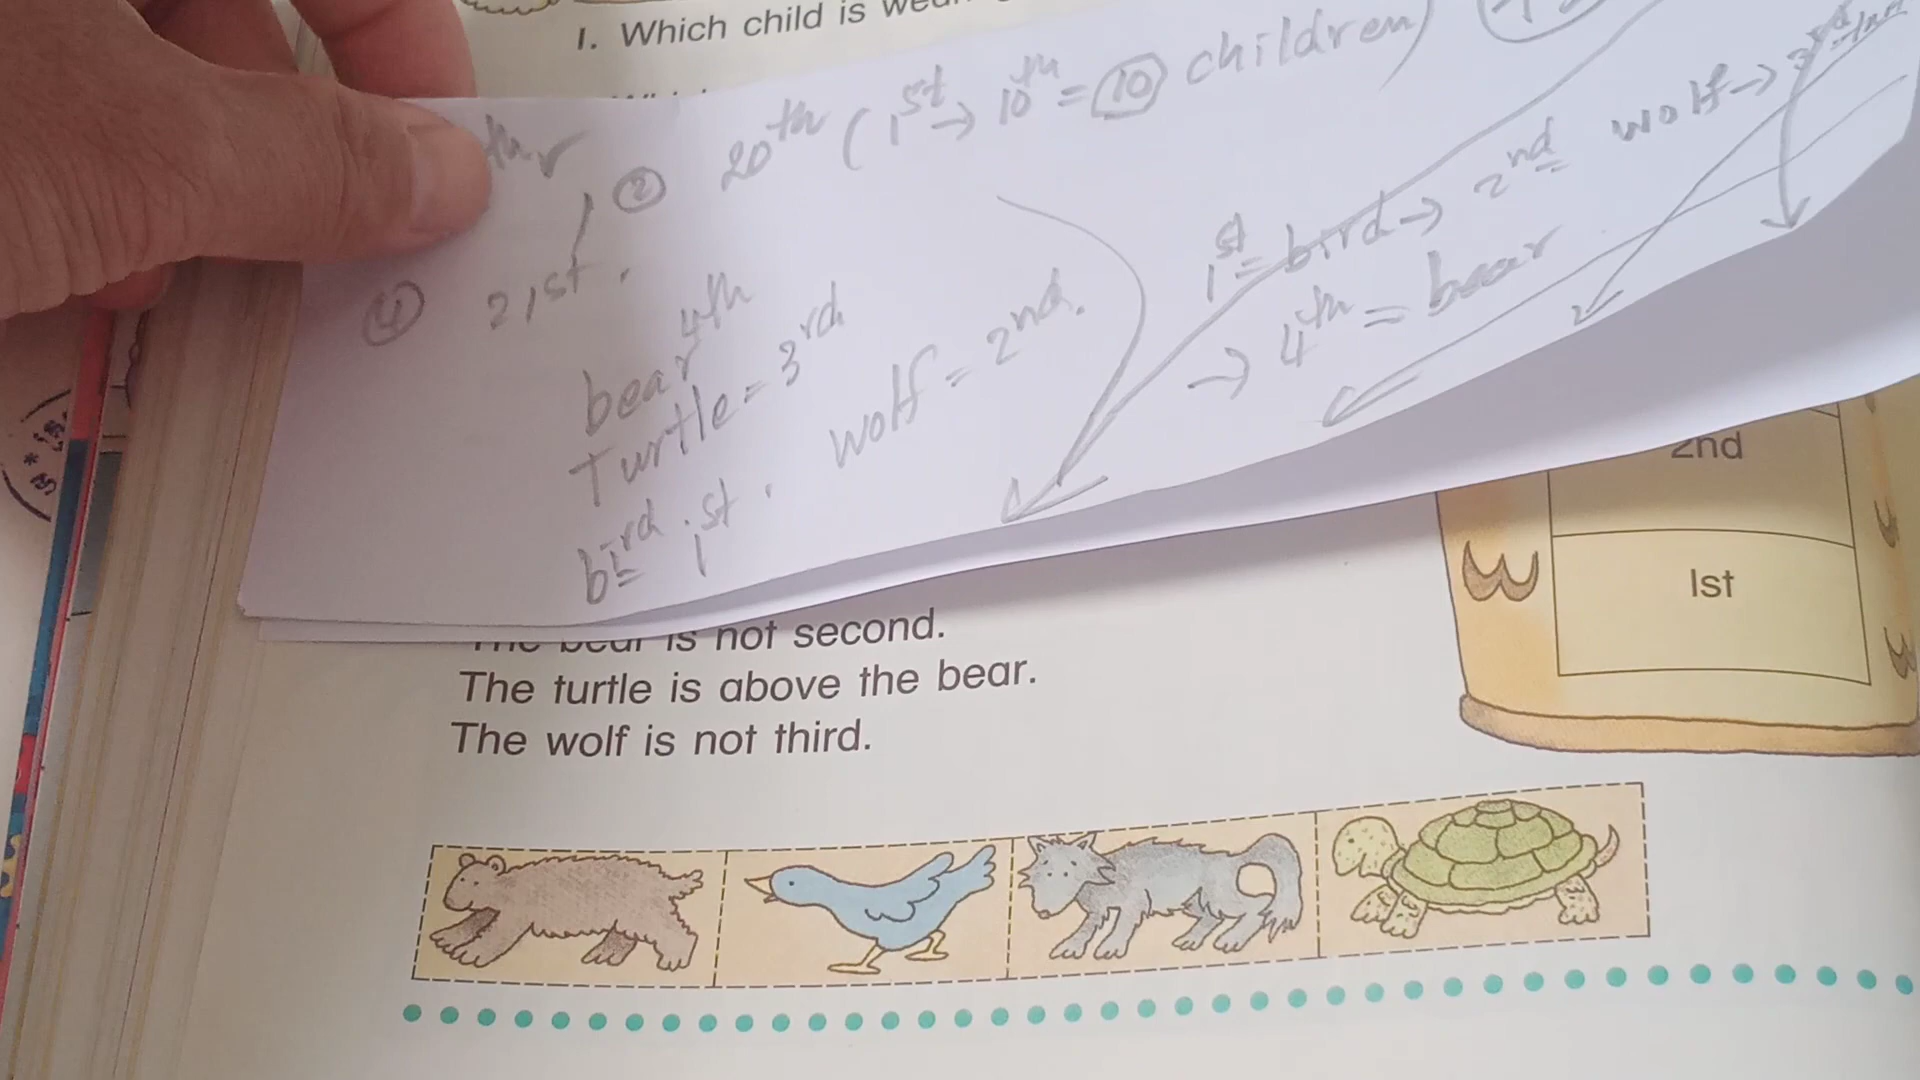 1. Which child is
② 20th (1st → 10th = ⑩ children)
④ 21st.
1st = bird → 2nd wolf →
→ 4th = bear
bear 4th
Turtle = 3rd
bird 1st. wolf = 2nd.
2nd
1st
is not second.
The turtle is above the bear.
The wolf is not third.